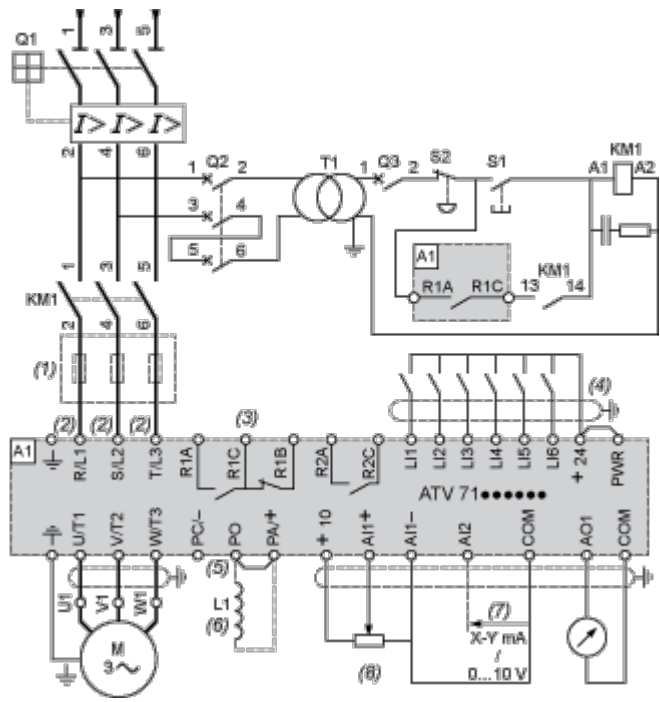 1 3 5
Q1
I> I> I>
2 4 6
1 Q2 2
3 4
5 6
T1
1 Q3 2
S2
S1
KM1
A1 A2
A1
R1A R1C
13 KM1 14
1 3 5
KM1
2 4 6
(1)
(2) (2) (2)
(3)
(4)
A1
R/L1 S/L2 T/L3 R1A R1C R1B R2A R2C LI1 LI2 LI3 LI4 LI5 LI6 +24 PWR
ATV 71●●●●●●
U/T1 V/T2 W/T3 PC/– PO PA/+ +10 AI1+ AI1– AI2 COM AO1 COM
(5)
U1 V1 W1
L1
(6)
(7)
X-Y mA
/
0...10 V
(8)
M
3~